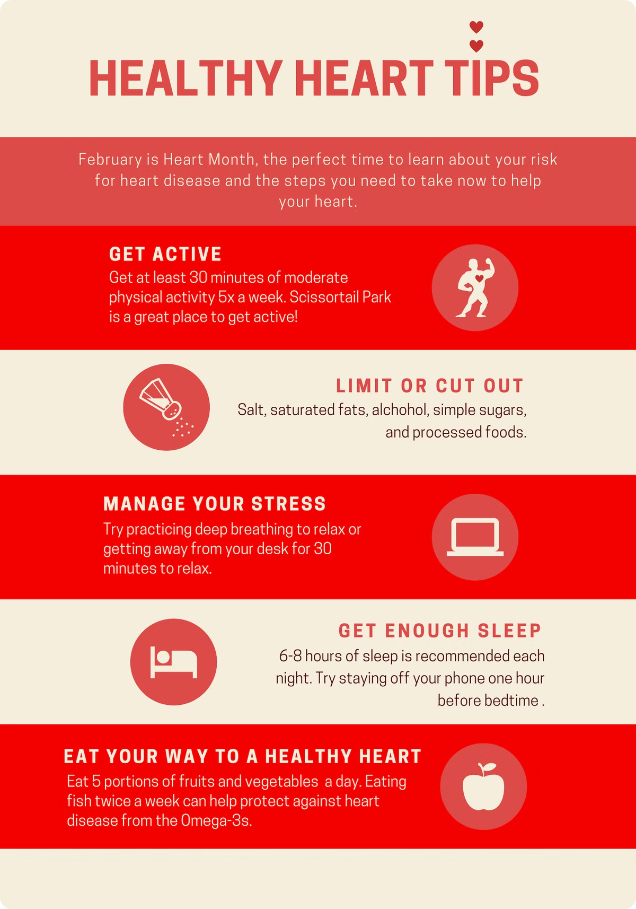 HEALTHY HEART TIPS
February is Heart Month, the perfect time to learn about your risk
for heart disease and the steps you need to take now to help
your heart.
GET ACTIVE
Get at least 30 minutes of moderate
physical activity 5x a week. Scissortail Park
is a great place to get active!
LIMIT OR CUT OUT
Salt, saturated fats, alchohol, simple sugars,
and processed foods.
MANAGE YOUR STRESS
Try practicing deep breathing to relax or
getting away from your desk for 30
minutes to relax.
GET ENOUGH SLEEP
6-8 hours of sleep is recommended each
night. Try staying off your phone one hour
before bedtime .
EAT YOUR WAY TO A HEALTHY HEART
Eat 5 portions of fruits and vegetables  a day. Eating
fish twice a week can help protect against heart
disease from the Omega-3s.